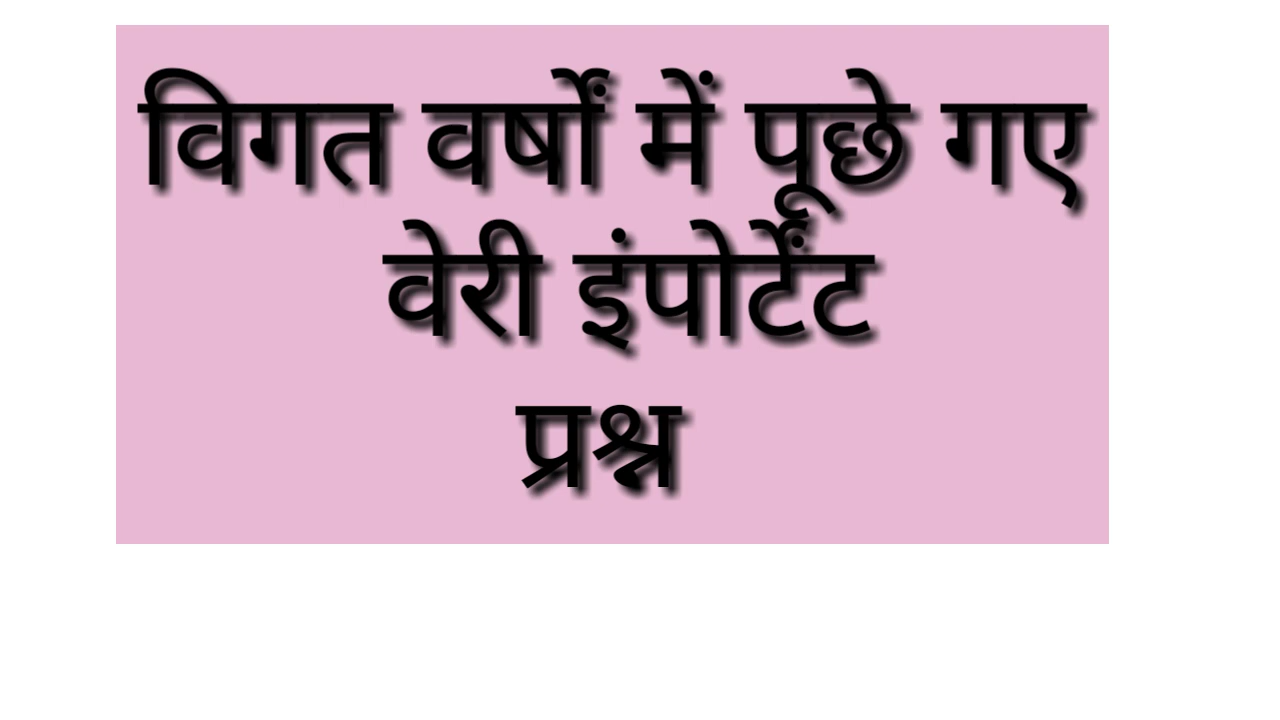 विगत वर्षों में पूछे गए
वेरी इंपोर्टेंट
प्रश्न